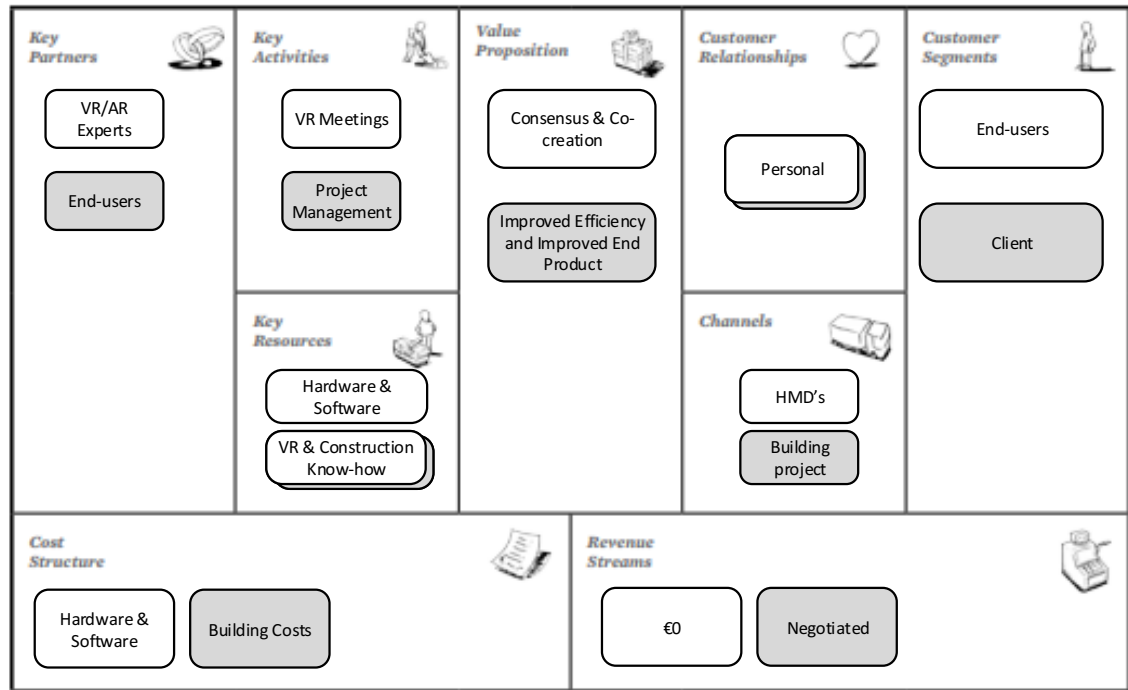 Key
Partners
VR/AR
Experts
End-users
Key
Activities
VR Meetings
Project
Management
Key
Resources
Hardware &
Software
VR & Construction
Know-how
Value
Proposition
Consensus & Co-
creation
Improved Efficiency
and Improved End
Product
Customer
Relationships
Personal
Channels
HMD's
Building
project
Customer
Segments
End-users
Client
Cost
Structure
Hardware &
Software
Building Costs
Revenue
Streams
€0
Negotiated